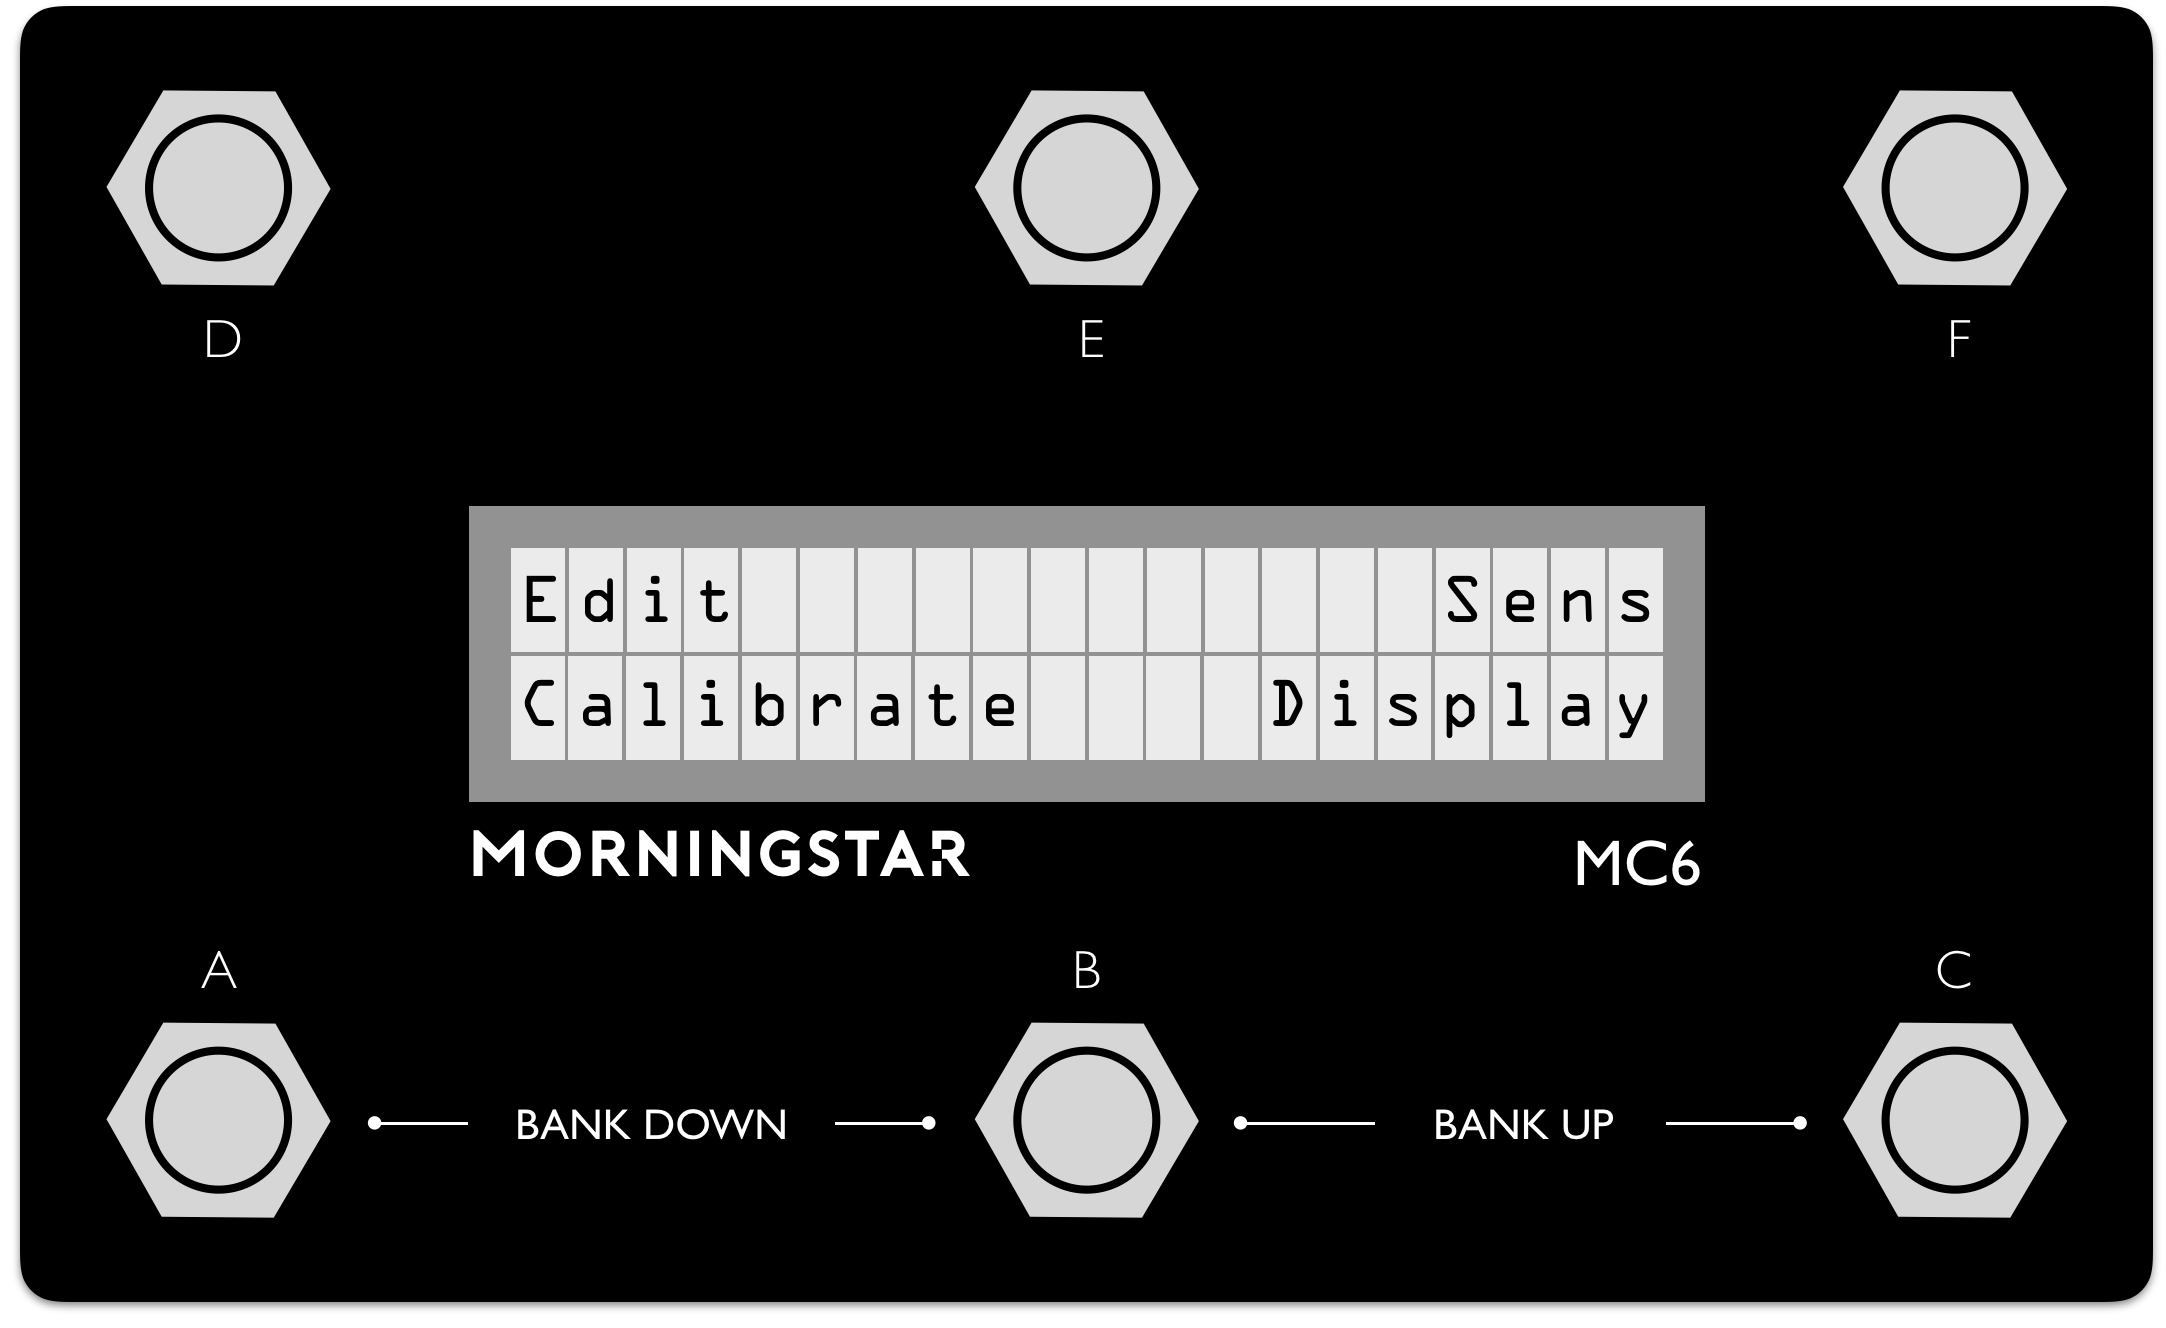 D E F
Edit Sens
Calibrate Display
MORNINGSTAR MC6
A B C
BANK DOWN BANK UP